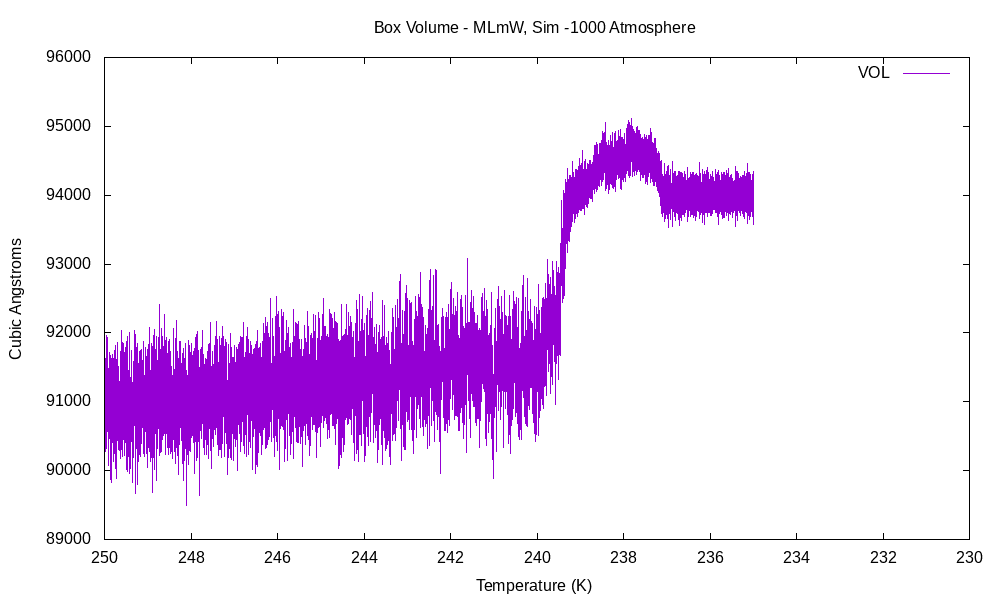 Box Volume - MLmW, Sim -1000 Atmosphere
VOL
96000
95000
94000
93000
92000
91000
90000
89000
Cubic Angstroms
250 248 246 244 242 240 238 236 234 232 230
Temperature (K)